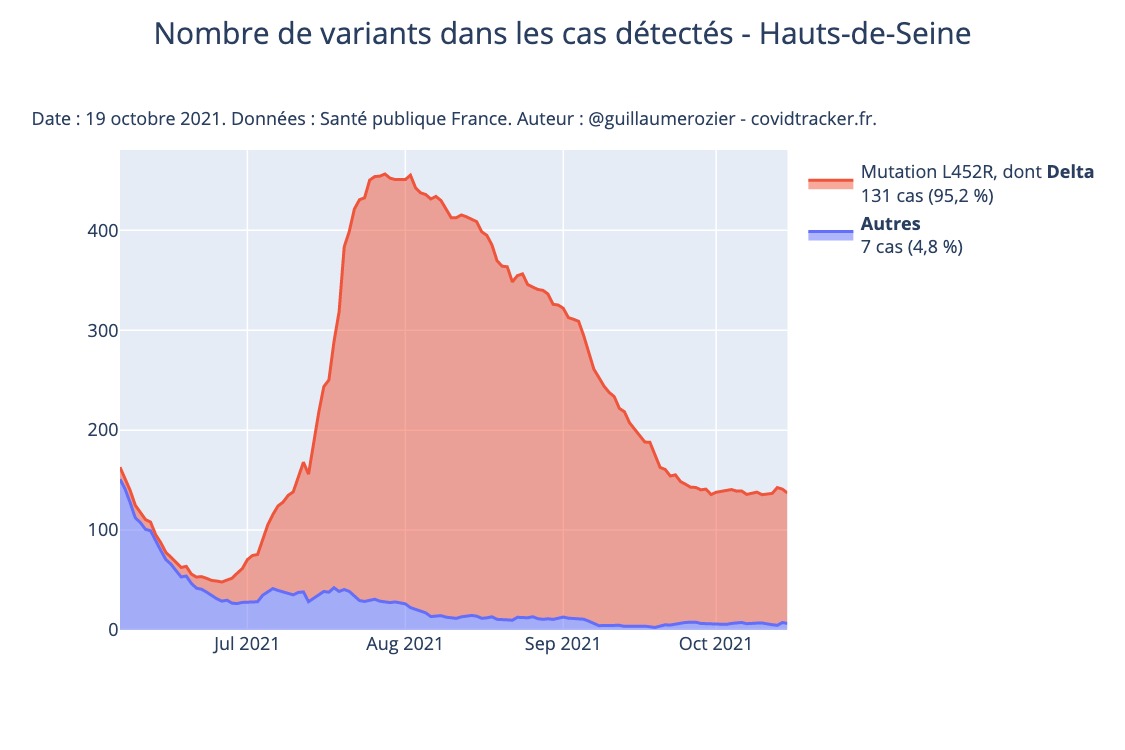 Nombre de variants dans les cas détectés - Hauts-de-Seine
Date : 19 octobre 2021. Données : Santé publique France. Auteur : @guillaumerozier - covidtracker.fr.
Mutation L452R, dont Delta
131 cas (95,2 %)
Autres
7 cas (4,8 %)
400
300
200
100
0
Jul 2021 Aug 2021 Sep 2021 Oct 2021